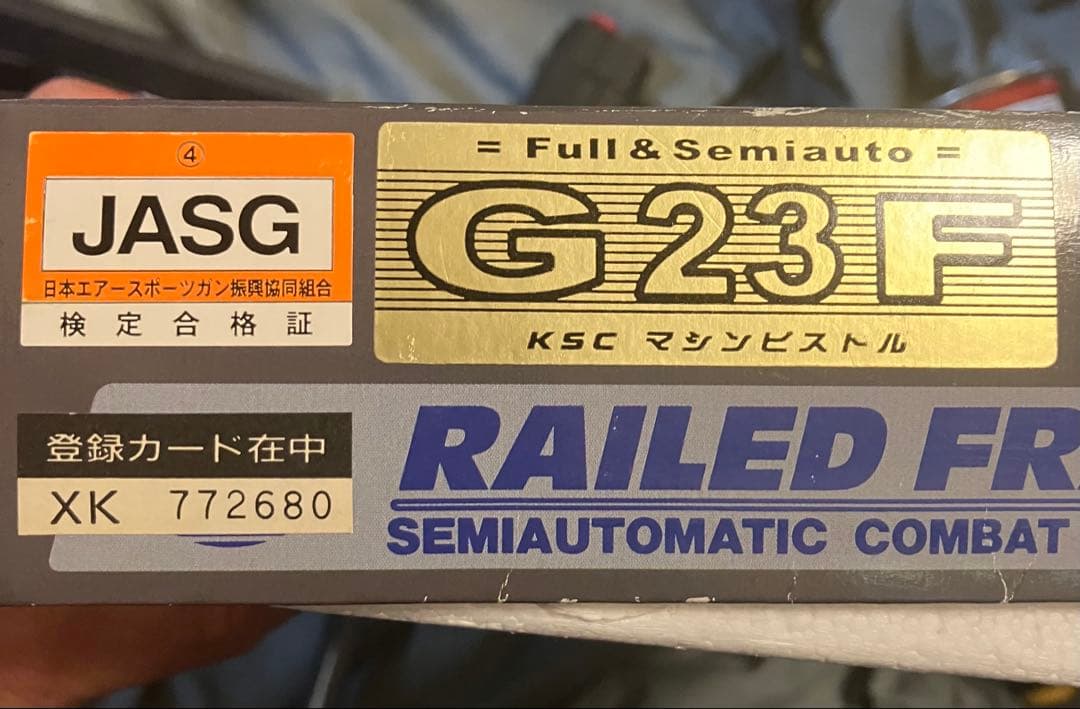 ④
JASG
日本エアースポーツガン振興協同組合
検定合格証
= Full & Semiauto =
G23F
KSC マシンピストル
登録カード在中
XK 772680
RAILED FR
SEMIAUTOMATIC COMBAT